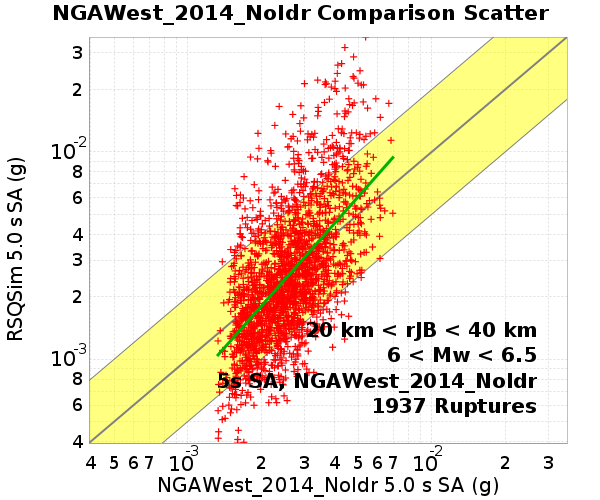 NGAWest_2014_NoIdr Comparison Scatter
3
2
10-2
8
6
4
3
2
10-3
8
6
4
RSQSim 5.0 s SA (g)
20 km < rJB < 40 km
6 < Mw < 6.5
5s SA, NGAWest_2014_NoIdr
1937 Ruptures
4 5 6 7 10-3 2 3 4 5 6 7 10-2 2 3
NGAWest_2014_NoIdr 5.0 s SA (g)